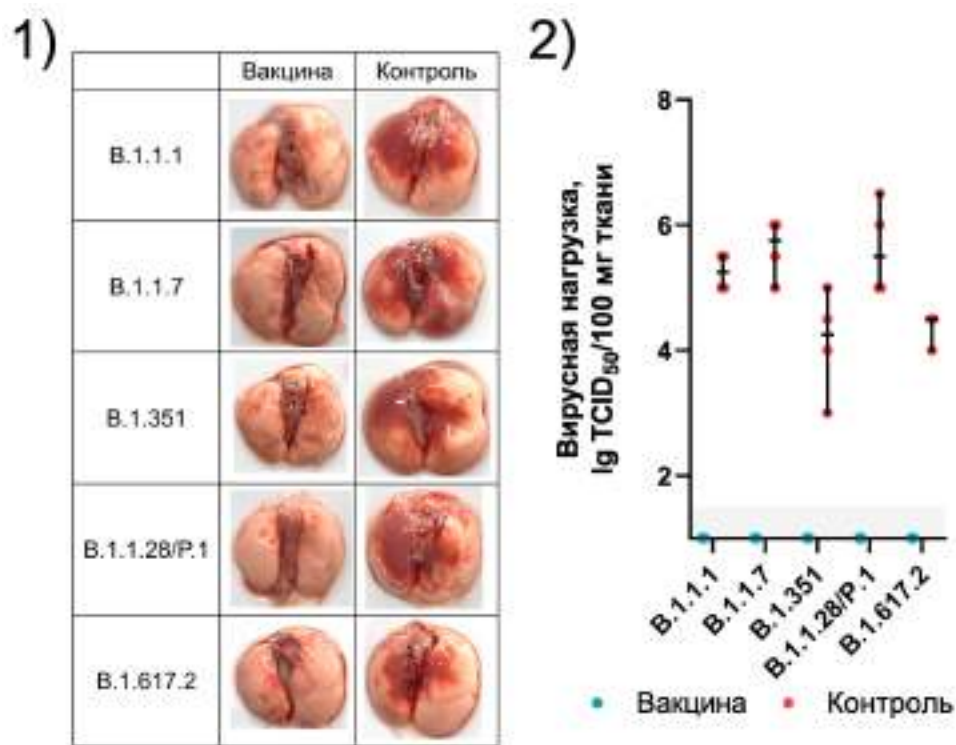 1)
Вакцина Контроль
B.1.1.1
B.1.1.7
B.1.351
B.1.1.28/P.1
B.1.617.2
2)
Вирусная нагрузка,
lg TCID50/100 мг ткани
8
6
4
2
B.1.1.1
B.1.1.7
B.1.351
B.1.1.28/P.1
B.1.617.2
Вакцина Контроль